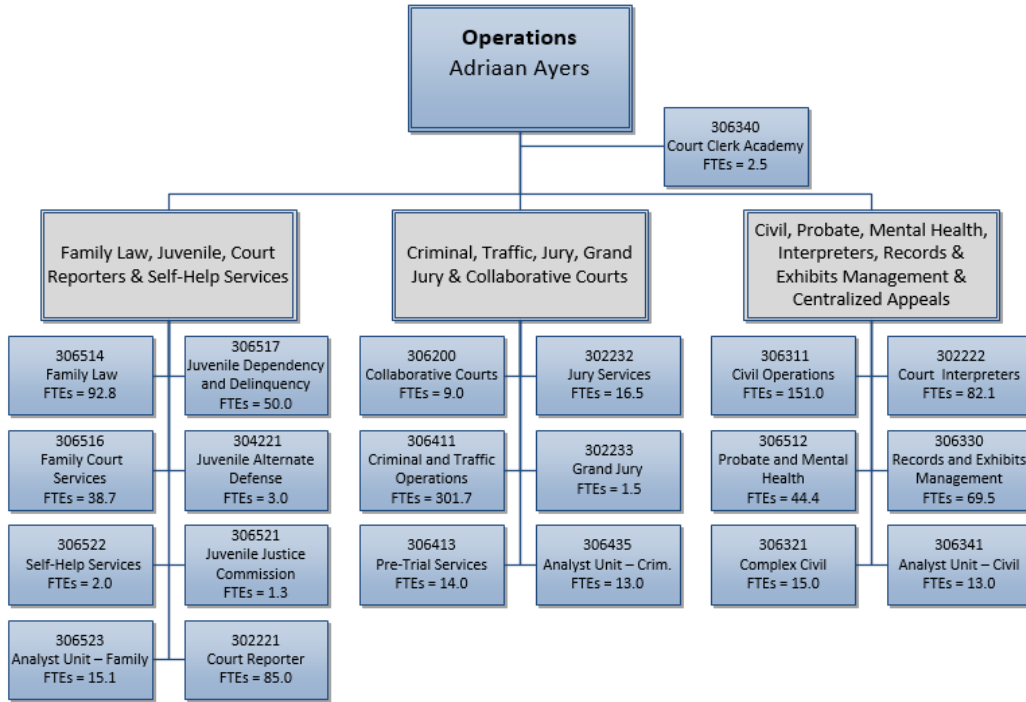 Operations
Adriaan Ayers
306340
Court Clerk Academy
FTEs = 2.5
Family Law, Juvenile, Court
Reporters & Self-Help Services
Criminal, Traffic, Jury, Grand
Jury & Collaborative Courts
Civil, Probate, Mental Health,
Interpreters, Records &
Exhibits Management &
Centralized Appeals
306514
Family Law
FTEs = 92.8
306517
Juvenile Dependency
and Delinquency
FTEs = 50.0
306200
Collaborative Courts
FTEs = 9.0
302232
Jury Services
FTEs = 16.5
306311
Civil Operations
FTEs = 151.0
302222
Court Interpreters
FTEs = 82.1
306516
Family Court
Services
FTEs = 38.7
304221
Juvenile Alternate
Defense
FTEs = 3.0
306411
Criminal and Traffic
Operations
FTEs = 301.7
302233
Grand Jury
FTEs = 1.5
306512
Probate and Mental
Health
FTEs = 44.4
306330
Records and Exhibits
Management
FTEs = 69.5
306522
Self-Help Services
FTEs = 2.0
306521
Juvenile Justice
Commission
FTEs = 1.3
306413
Pre-Trial Services
FTEs = 14.0
306435
Analyst Unit – Crim.
FTEs = 13.0
306321
Complex Civil
FTEs = 15.0
306341
Analyst Unit – Civil
FTEs = 13.0
306523
Analyst Unit – Family
FTEs = 15.1
302221
Court Reporter
FTEs = 85.0